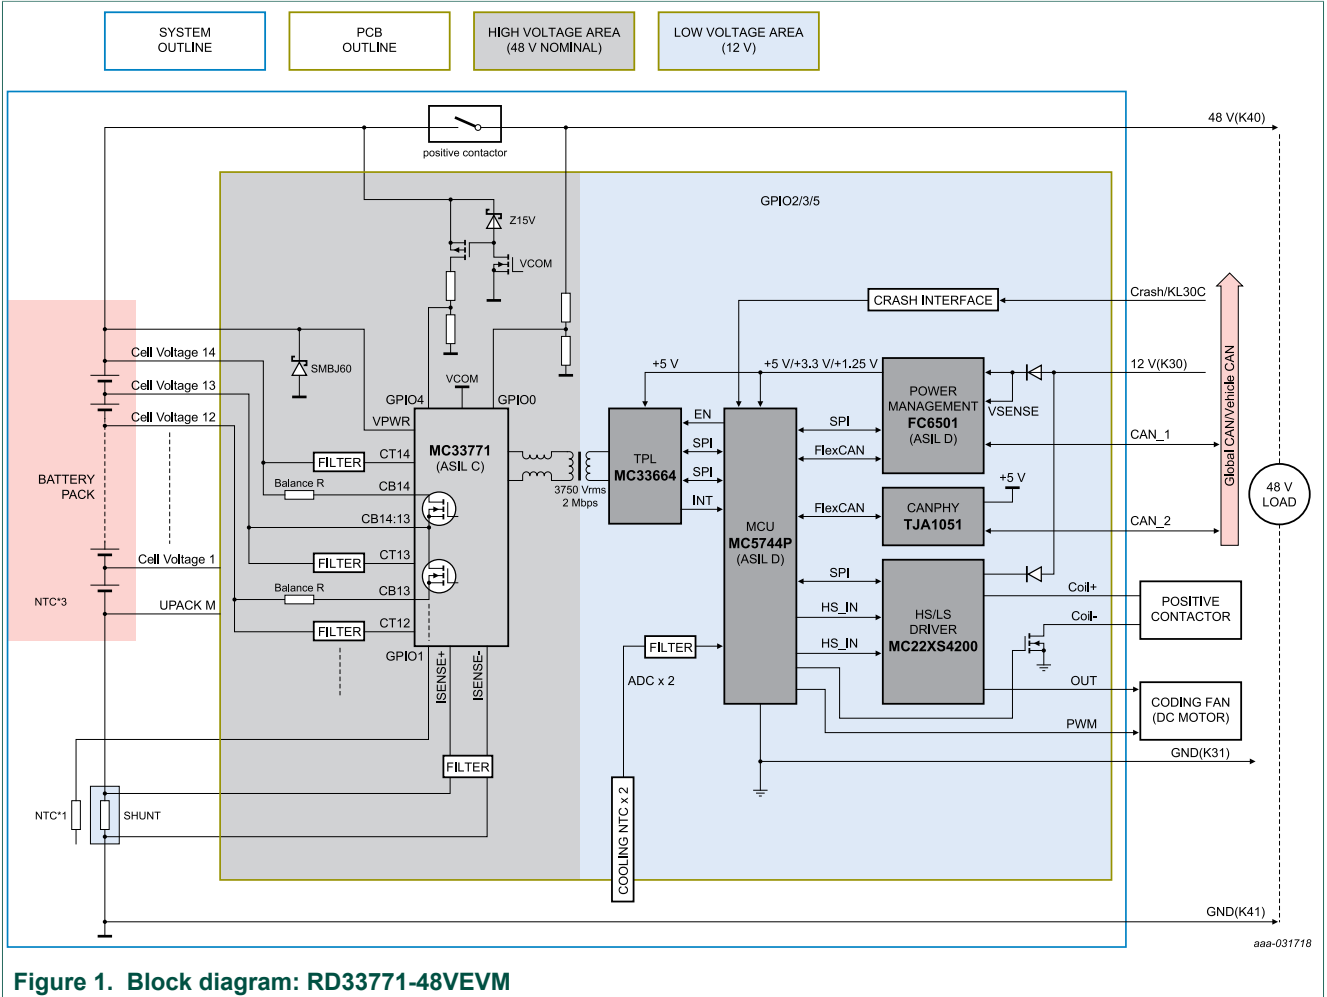 SYSTEM
OUTLINE
PCB
OUTLINE
HIGH VOLTAGE AREA
(48 V NOMINAL)
LOW VOLTAGE AREA
(12 V)
48 V(K40)
positive contactor
GPIO2/3/5
Z15V
VCOM
Crash/KL30C
CRASH INTERFACE
Cell Voltage 14
SMBJ60
+5 V
+5 V/+3.3 V/+1.25 V
12 V(K30)
Cell Voltage 13
VCOM
GPIO4
GPIO0
POWER
MANAGEMENT
FC6501
(ASIL D)
VSENSE
Cell Voltage 12
VPWR
EN
SPI
CAN_1
Global CAN/Vehicle CAN
MC33771
(ASIL C)
FILTER
CT14
TPL
MC33664
SPI
FlexCAN
BATTERY
PACK
Balance R
CB14
3750 Vrms
2 Mbps
SPI
INT
+5 V
48 V
LOAD
CB14:13
MCU
MC5744P
(ASIL D)
FlexCAN
CANPHY
TJA1051
CAN_2
Cell Voltage 1
FILTER
CT13
SPI
Coil+
NTC*3
Balance R
CB13
UPACK M
HS_IN
HS/LS
DRIVER
MC22XS4200
Coil-
POSITIVE
CONTACTOR
FILTER
CT12
GPIO1
ISENSE+
ISENSE-
FILTER
HS_IN
ADC x 2
OUT
CODING FAN
(DC MOTOR)
PWM
GND(K31)
FILTER
NTC*1
SHUNT
COOLING NTC x 2
GND(K41)
aaa-031718
Figure 1. Block diagram: RD33771-48VEVM